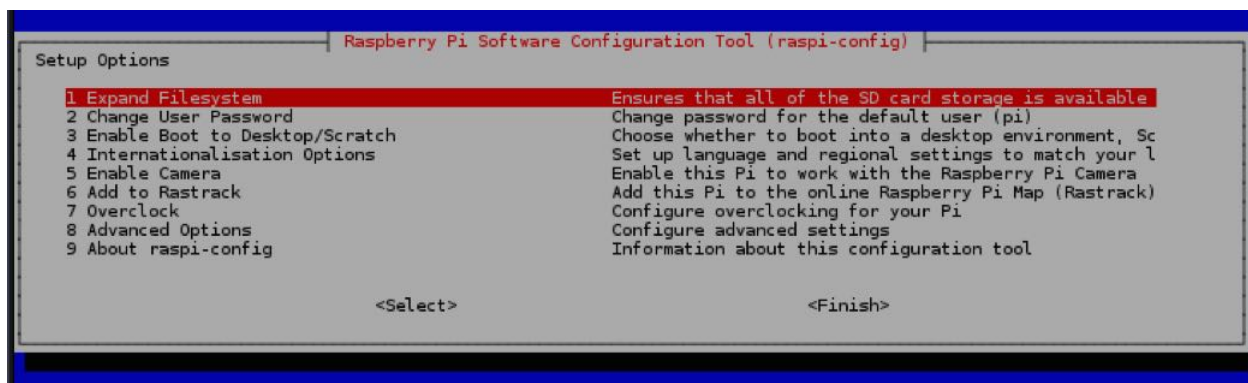 Raspberry Pi Software Configuration Tool (raspi-config)
Setup Options
1 Expand Filesystem Ensures that all of the SD card storage is available
2 Change User Password Change password for the default user (pi)
3 Enable Boot to Desktop/Scratch Choose whether to boot into a desktop environment, Sc
4 Internationalisation Options Set up language and regional settings to match your l
5 Enable Camera Enable this Pi to work with the Raspberry Pi Camera
6 Add to Rastrack Add this Pi to the online Raspberry Pi Map (Rastrack)
7 Overclock Configure overclocking for your Pi
8 Advanced Options Configure advanced settings
9 About raspi-config Information about this configuration tool
<Select> <Finish>